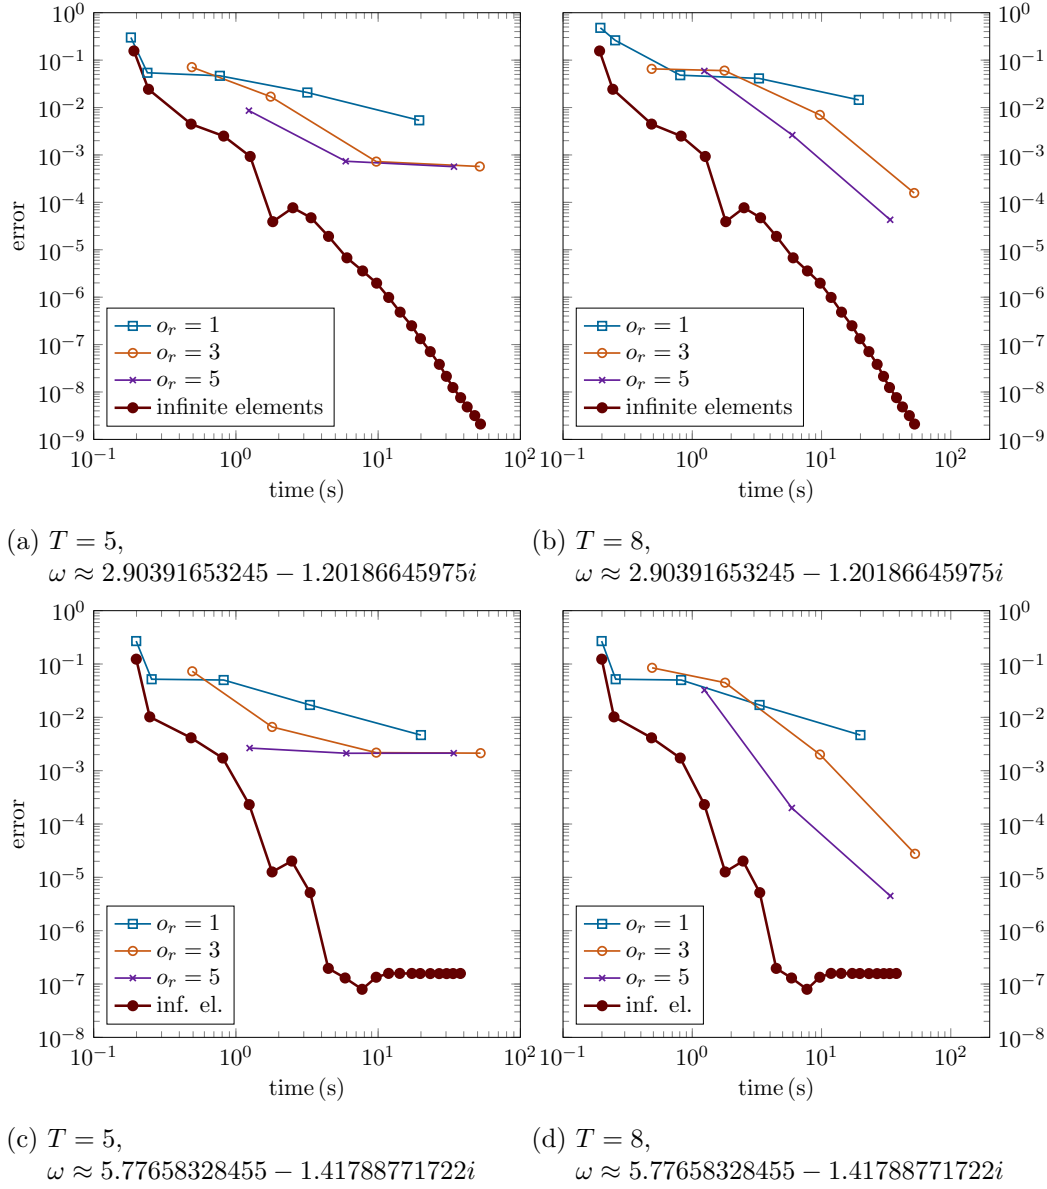 10^0
10^{-1}
10^{-2}
10^{-3}
10^{-4}
10^{-5}
10^{-6}
10^{-7}
10^{-8}
10^{-9}
error
o_r = 1
o_r = 3
o_r = 5
infinite elements
10^{-1} 10^0 10^1 10^2
time (s)
(a) T = 5,
ω ≈ 2.90391653245 − 1.20186645975i
10^0
10^{-1}
10^{-2}
10^{-3}
10^{-4}
10^{-5}
10^{-6}
10^{-7}
10^{-8}
10^{-9}
o_r = 1
o_r = 3
o_r = 5
infinite elements
10^{-1} 10^0 10^1 10^2
time (s)
(b) T = 8,
ω ≈ 2.90391653245 − 1.20186645975i
10^0
10^{-1}
10^{-2}
10^{-3}
10^{-4}
10^{-5}
10^{-6}
10^{-7}
10^{-8}
error
o_r = 1
o_r = 3
o_r = 5
inf. el.
10^{-1} 10^0 10^1 10^2
time (s)
(c) T = 5,
ω ≈ 5.77658328455 − 1.41788771722i
10^0
10^{-1}
10^{-2}
10^{-3}
10^{-4}
10^{-5}
10^{-6}
10^{-7}
10^{-8}
o_r = 1
o_r = 3
o_r = 5
inf. el.
10^{-1} 10^0 10^1 10^2
time (s)
(d) T = 8,
ω ≈ 5.77658328455 − 1.41788771722i